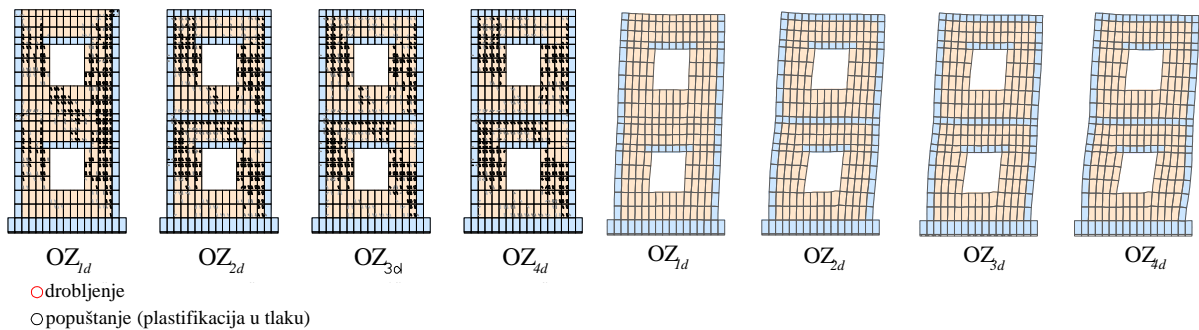 OZ1d OZ2d OZ3d OZ4d OZ1d OZ2d OZ3d OZ4d
drobljenje
popuštanje (plastifikacija u tlaku)